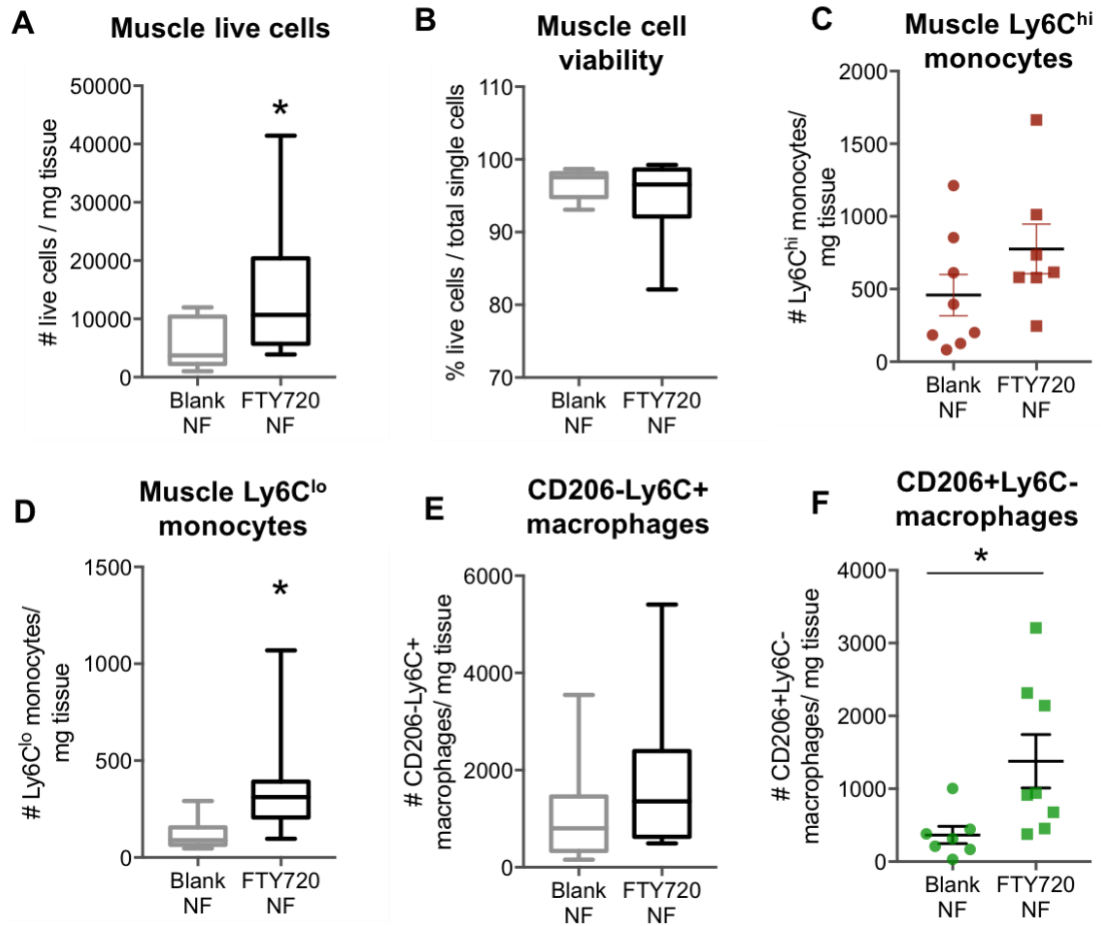 A
Muscle live cells
# live cells / mg tissue
50000
40000
30000
20000
10000
0
*
Blank
NF
FTY720
NF
B
Muscle cell
viability
% live cells / total single cells
110
100
90
80
70
Blank
NF
FTY720
NF
C
Muscle Ly6Chi
monocytes
# Ly6Chi monocytes/
mg tissue
2000
1500
1000
500
0
Blank
NF
FTY720
NF
D
Muscle Ly6Clo
monocytes
# Ly6Clo monocytes/
mg tissue
1500
1000
500
0
*
Blank
NF
FTY720
NF
E
CD206-Ly6C+
macrophages
# CD206-Ly6C+
macrophages/ mg tissue
6000
4000
2000
0
Blank
NF
FTY720
NF
F
CD206+Ly6C-
macrophages
# CD206+Ly6C-
macrophages/ mg tissue
4000
3000
2000
1000
0
*
Blank
NF
FTY720
NF